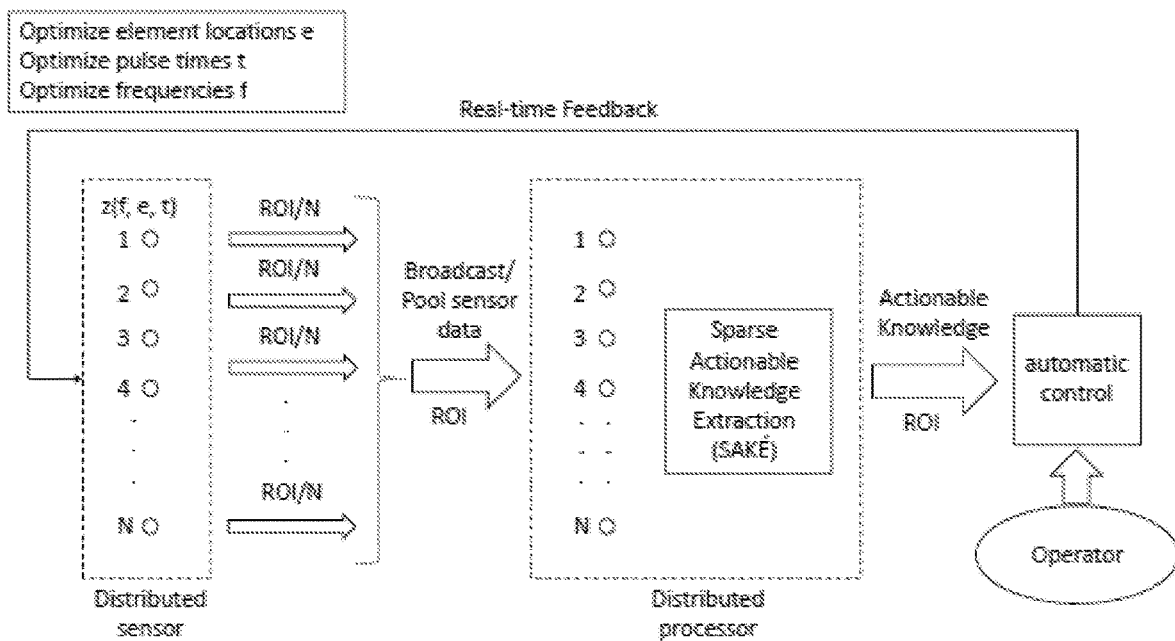 Optimize element locations e
Optimize pulse times t
Optimize frequencies f
Real-time Feedback
z(f, e, t)
1
2
3
4
N
ROI/N
ROI/N
ROI/N
ROI/N
Broadcast/
Pool sensor
data
ROI
1
2
3
4
N
Sparse
Actionable
Knowledge
Extraction
(SAKÉ)
Actionable
Knowledge
ROI
automatic
control
Operator
Distributed
sensor
Distributed
processor